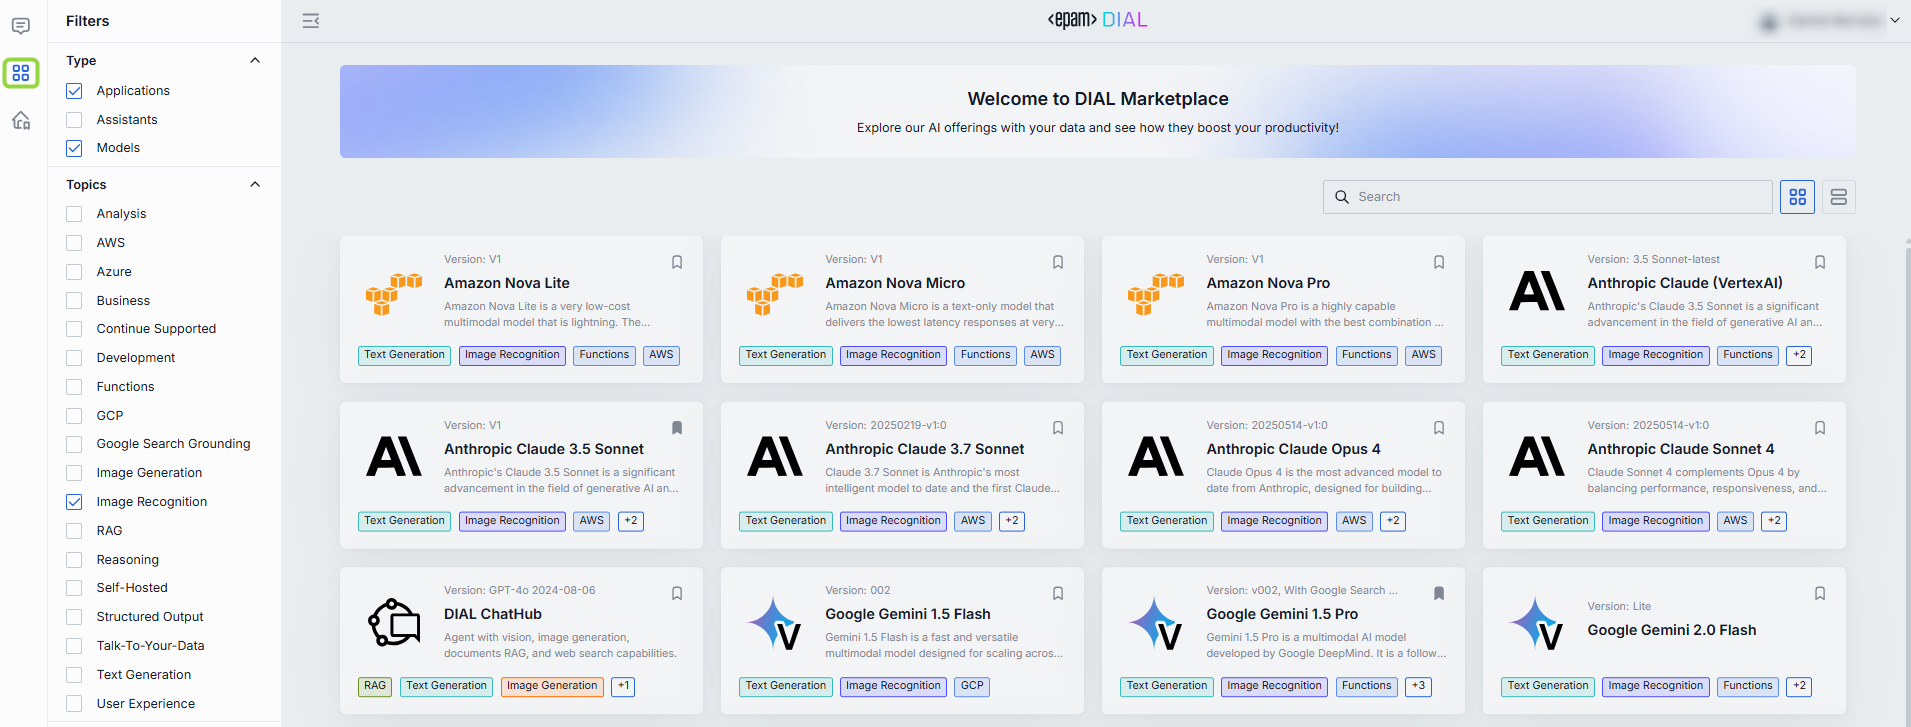 Filters
<epam> DIAL
Type
Applications
Assistants
Models
Topics
Analysis
AWS
Azure
Business
Continue Supported
Development
Functions
GCP
Google Search Grounding
Image Generation
Image Recognition
RAG
Reasoning
Self-Hosted
Structured Output
Talk-To-Your-Data
Text Generation
User Experience
Welcome to DIAL Marketplace
Explore our AI offerings with your data and see how they boost your productivity!
Search
Version: V1
Amazon Nova Lite
Amazon Nova Lite is a very low-cost
multimodal model that is lightning. The...
Text Generation Image Recognition Functions AWS
Version: V1
Amazon Nova Micro
Amazon Nova Micro is a text-only model that
delivers the lowest latency responses at very...
Text Generation Image Recognition Functions AWS
Version: V1
Amazon Nova Pro
Amazon Nova Pro is a highly capable
multimodal model with the best combination ...
Text Generation Image Recognition Functions AWS
Version: 3.5 Sonnet-latest
Anthropic Claude (VertexAI)
Anthropic's Claude 3.5 Sonnet is a significant
advancement in the field of generative AI an...
Text Generation Image Recognition Functions +2
Version: V1
Anthropic Claude 3.5 Sonnet
Anthropic's Claude 3.5 Sonnet is a significant
advancement in the field of generative AI an...
Text Generation Image Recognition AWS +2
Version: 20250219-v1:0
Anthropic Claude 3.7 Sonnet
Claude 3.7 Sonnet is Anthropic's most
intelligent model to date and the first Claude...
Text Generation Image Recognition AWS +2
Version: 20250514-v1:0
Anthropic Claude Opus 4
Claude Opus 4 is the most advanced model to
date from Anthropic, designed for building...
Text Generation Image Recognition AWS +2
Version: 20250514-v1:0
Anthropic Claude Sonnet 4
Claude Sonnet 4 complements Opus 4 by
balancing performance, responsiveness, and...
Text Generation Image Recognition AWS +2
Version: GPT-4o 2024-08-06
DIAL ChatHub
Agent with vision, image generation,
documents RAG, and web search capabilities.
RAG Text Generation Image Generation +1
Version: 002
Google Gemini 1.5 Flash
Gemini 1.5 Flash is a fast and versatile
multimodal model designed for scaling acros...
Text Generation Image Recognition GCP
Version: v002, With Google Search ...
Google Gemini 1.5 Pro
Gemini 1.5 Pro is a multimodal AI model
developed by Google DeepMind. It is a follow...
Text Generation Image Recognition Functions +3
Version: Lite
Google Gemini 2.0 Flash
Text Generation Image Recognition Functions +2